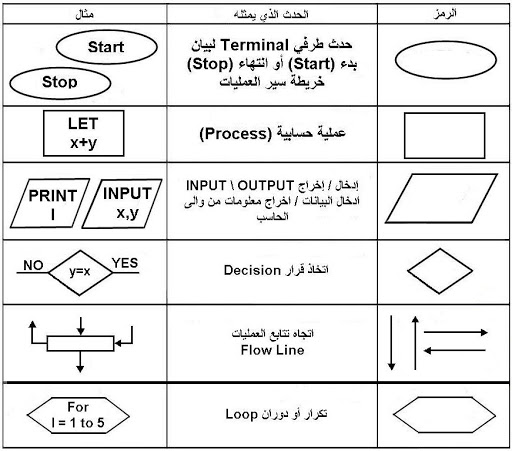 الرمز
الحدث الذي يمثله
مثال
حدث طرفي Terminal لبيان
بدء (Start) أو انتهاء (Stop)
خريطة سير العمليات
Start
Stop
عملية حسابية (Process)
LET
x+y
إدخال / إخراج INPUT \ OUTPUT
ادخال البيانات / اخراج معلومات من والى
الحاسب
PRINT
I
INPUT
x,y
اتخاذ قرار Decision
NO
y=x
YES
اتجاه تتابع العمليات
Flow Line
تكرار أو دوران Loop
For
I = 1 to 5